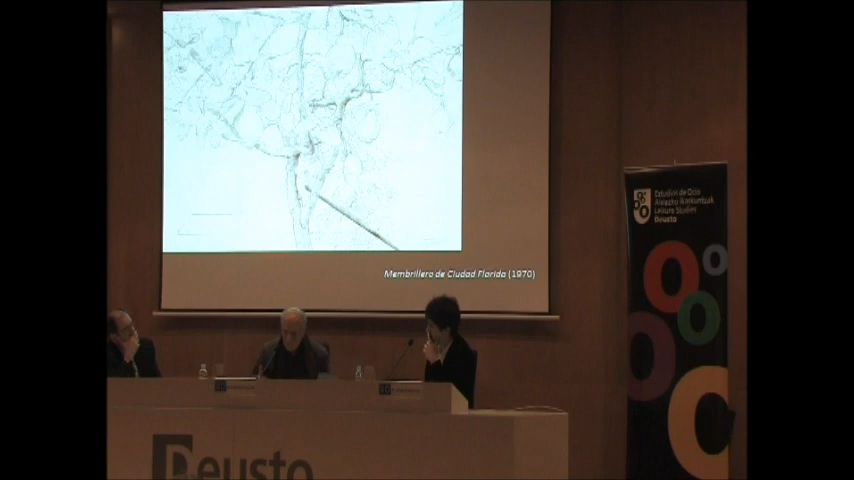 Membrillero de Ciudad Florida (1970)
Estudios de Ocio
Aisiazko Ikaskuntzak
Leisure Studies
Deusto
Deusto